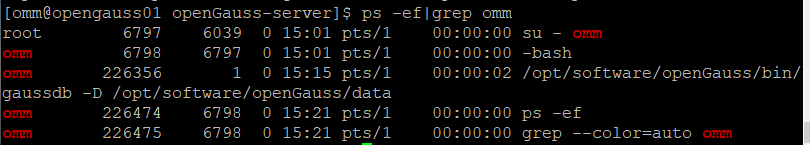 [omm@opengauss01 openGauss-server]$ ps -ef|grep omm
root 6797 6039 0 15:01 pts/1 00:00:00 su - omm
omm 6798 6797 0 15:01 pts/1 00:00:00 -bash
omm 226356 1 0 15:15 pts/1 00:00:02 /opt/software/openGauss/bin/
gaussdb -D /opt/software/openGauss/data
omm 226474 6798 0 15:21 pts/1 00:00:00 ps -ef
omm 226475 6798 0 15:21 pts/1 00:00:00 grep --color=auto omm